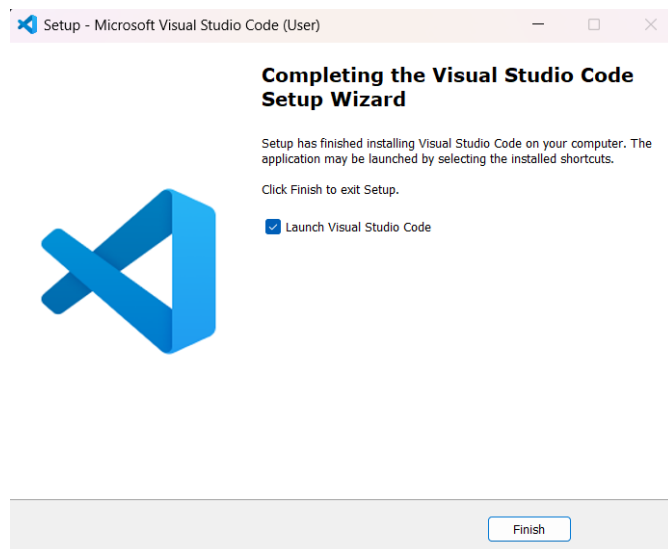 Setup - Microsoft Visual Studio Code (User)
Completing the Visual Studio Code
Setup Wizard
Setup has finished installing Visual Studio Code on your computer. The
application may be launched by selecting the installed shortcuts.
Click Finish to exit Setup.
Launch Visual Studio Code
Finish